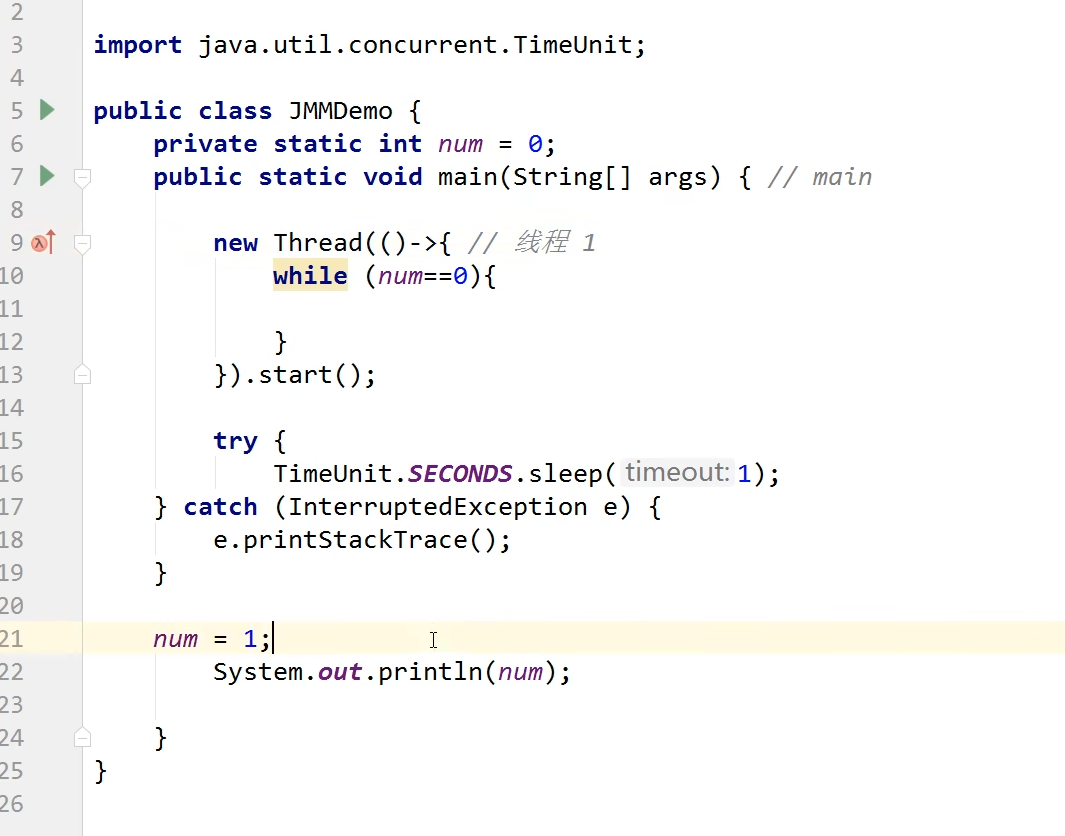 2
3 import java.util.concurrent.TimeUnit;
4
5 public class JMMDemo {
6 private static int num = 0;
7 public static void main(String[] args) { // main
8
9 new Thread(()->{ // 线程 1
10 while (num==0){
11
12 }
13 }).start();
14
15 try {
16 TimeUnit.SECONDS.sleep( timeout: 1);
17 } catch (InterruptedException e) {
18 e.printStackTrace();
19 }
20
21 num = 1;
22 System.out.println(num);
23
24 }
25 }
26